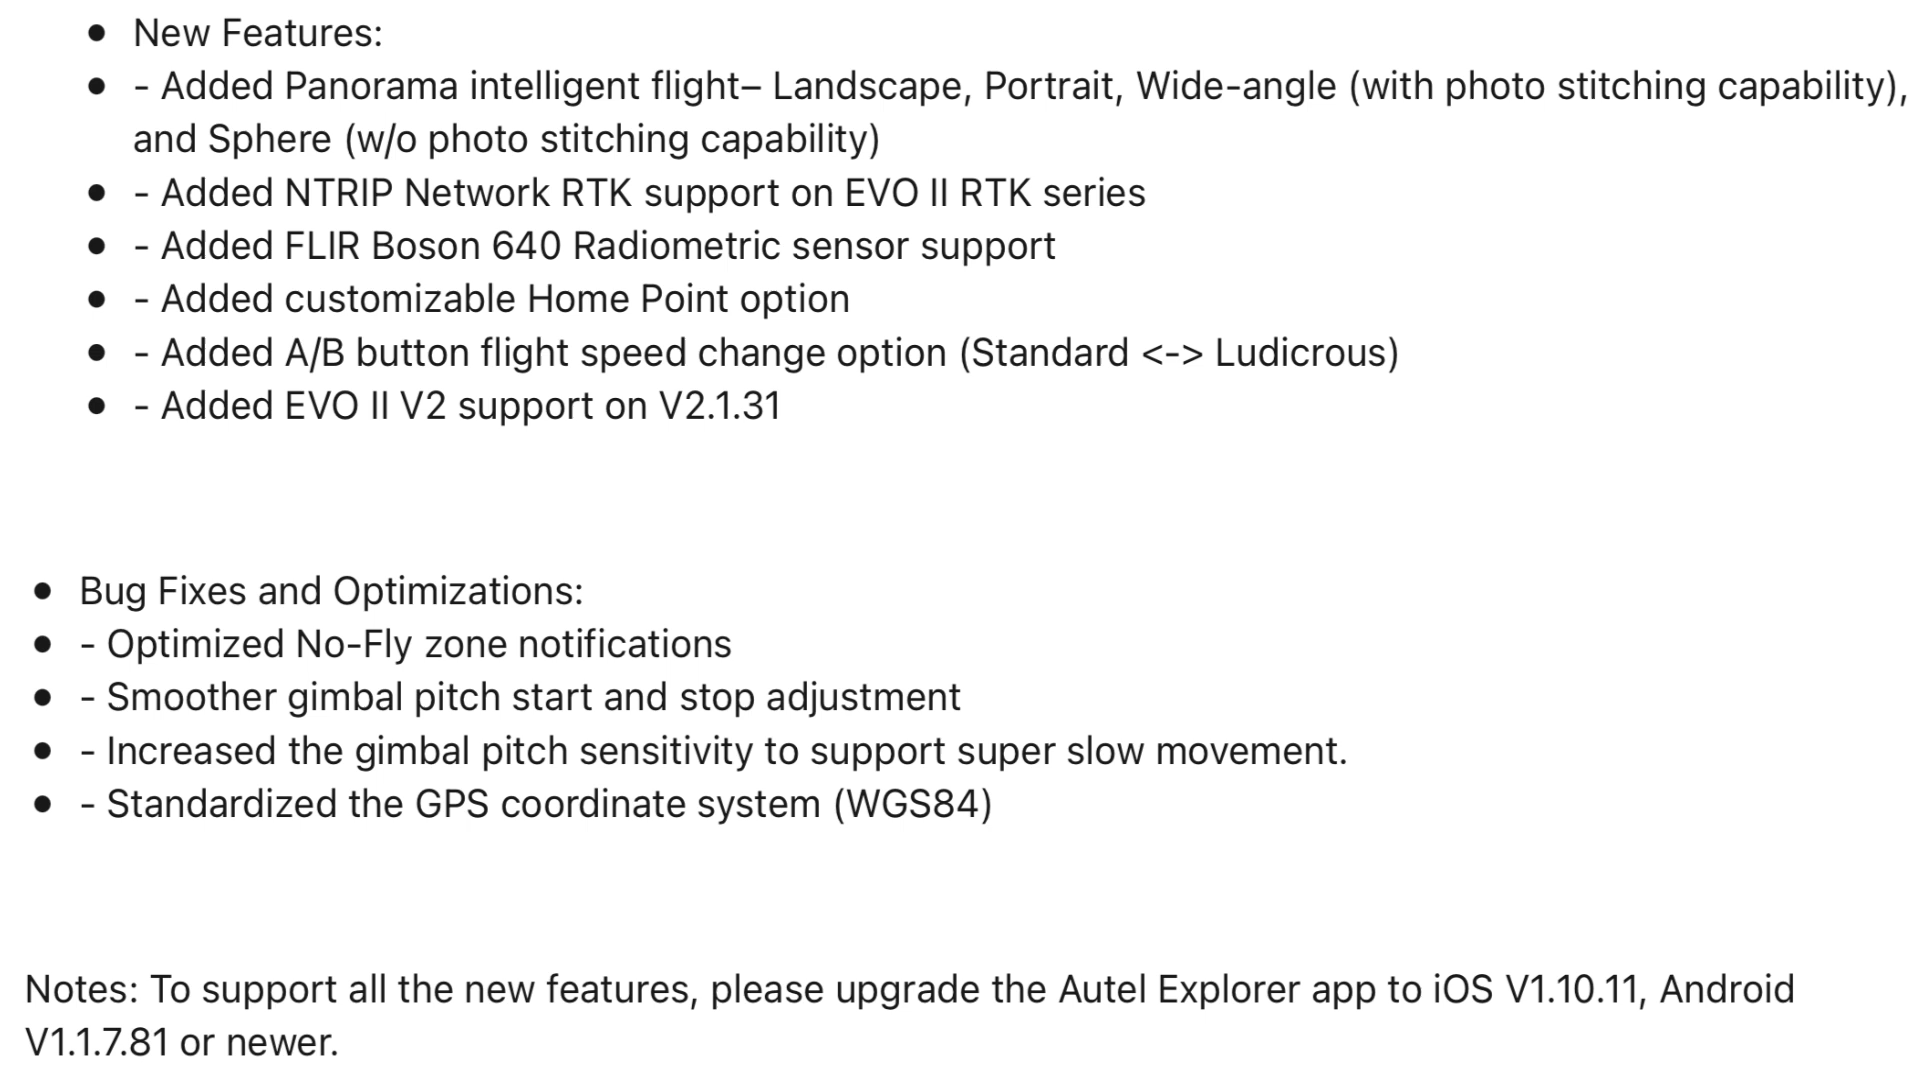 • New Features:
• - Added Panorama intelligent flight– Landscape, Portrait, Wide-angle (with photo stitching capability),
and Sphere (w/o photo stitching capability)
• - Added NTRIP Network RTK support on EVO II RTK series
• - Added FLIR Boson 640 Radiometric sensor support
• - Added customizable Home Point option
• - Added A/B button flight speed change option (Standard <-> Ludicrous)
• - Added EVO II V2 support on V2.1.31
• Bug Fixes and Optimizations:
• - Optimized No-Fly zone notifications
• - Smoother gimbal pitch start and stop adjustment
• - Increased the gimbal pitch sensitivity to support super slow movement.
• - Standardized the GPS coordinate system (WGS84)
Notes: To support all the new features, please upgrade the Autel Explorer app to iOS V1.10.11, Android
V1.1.7.81 or newer.